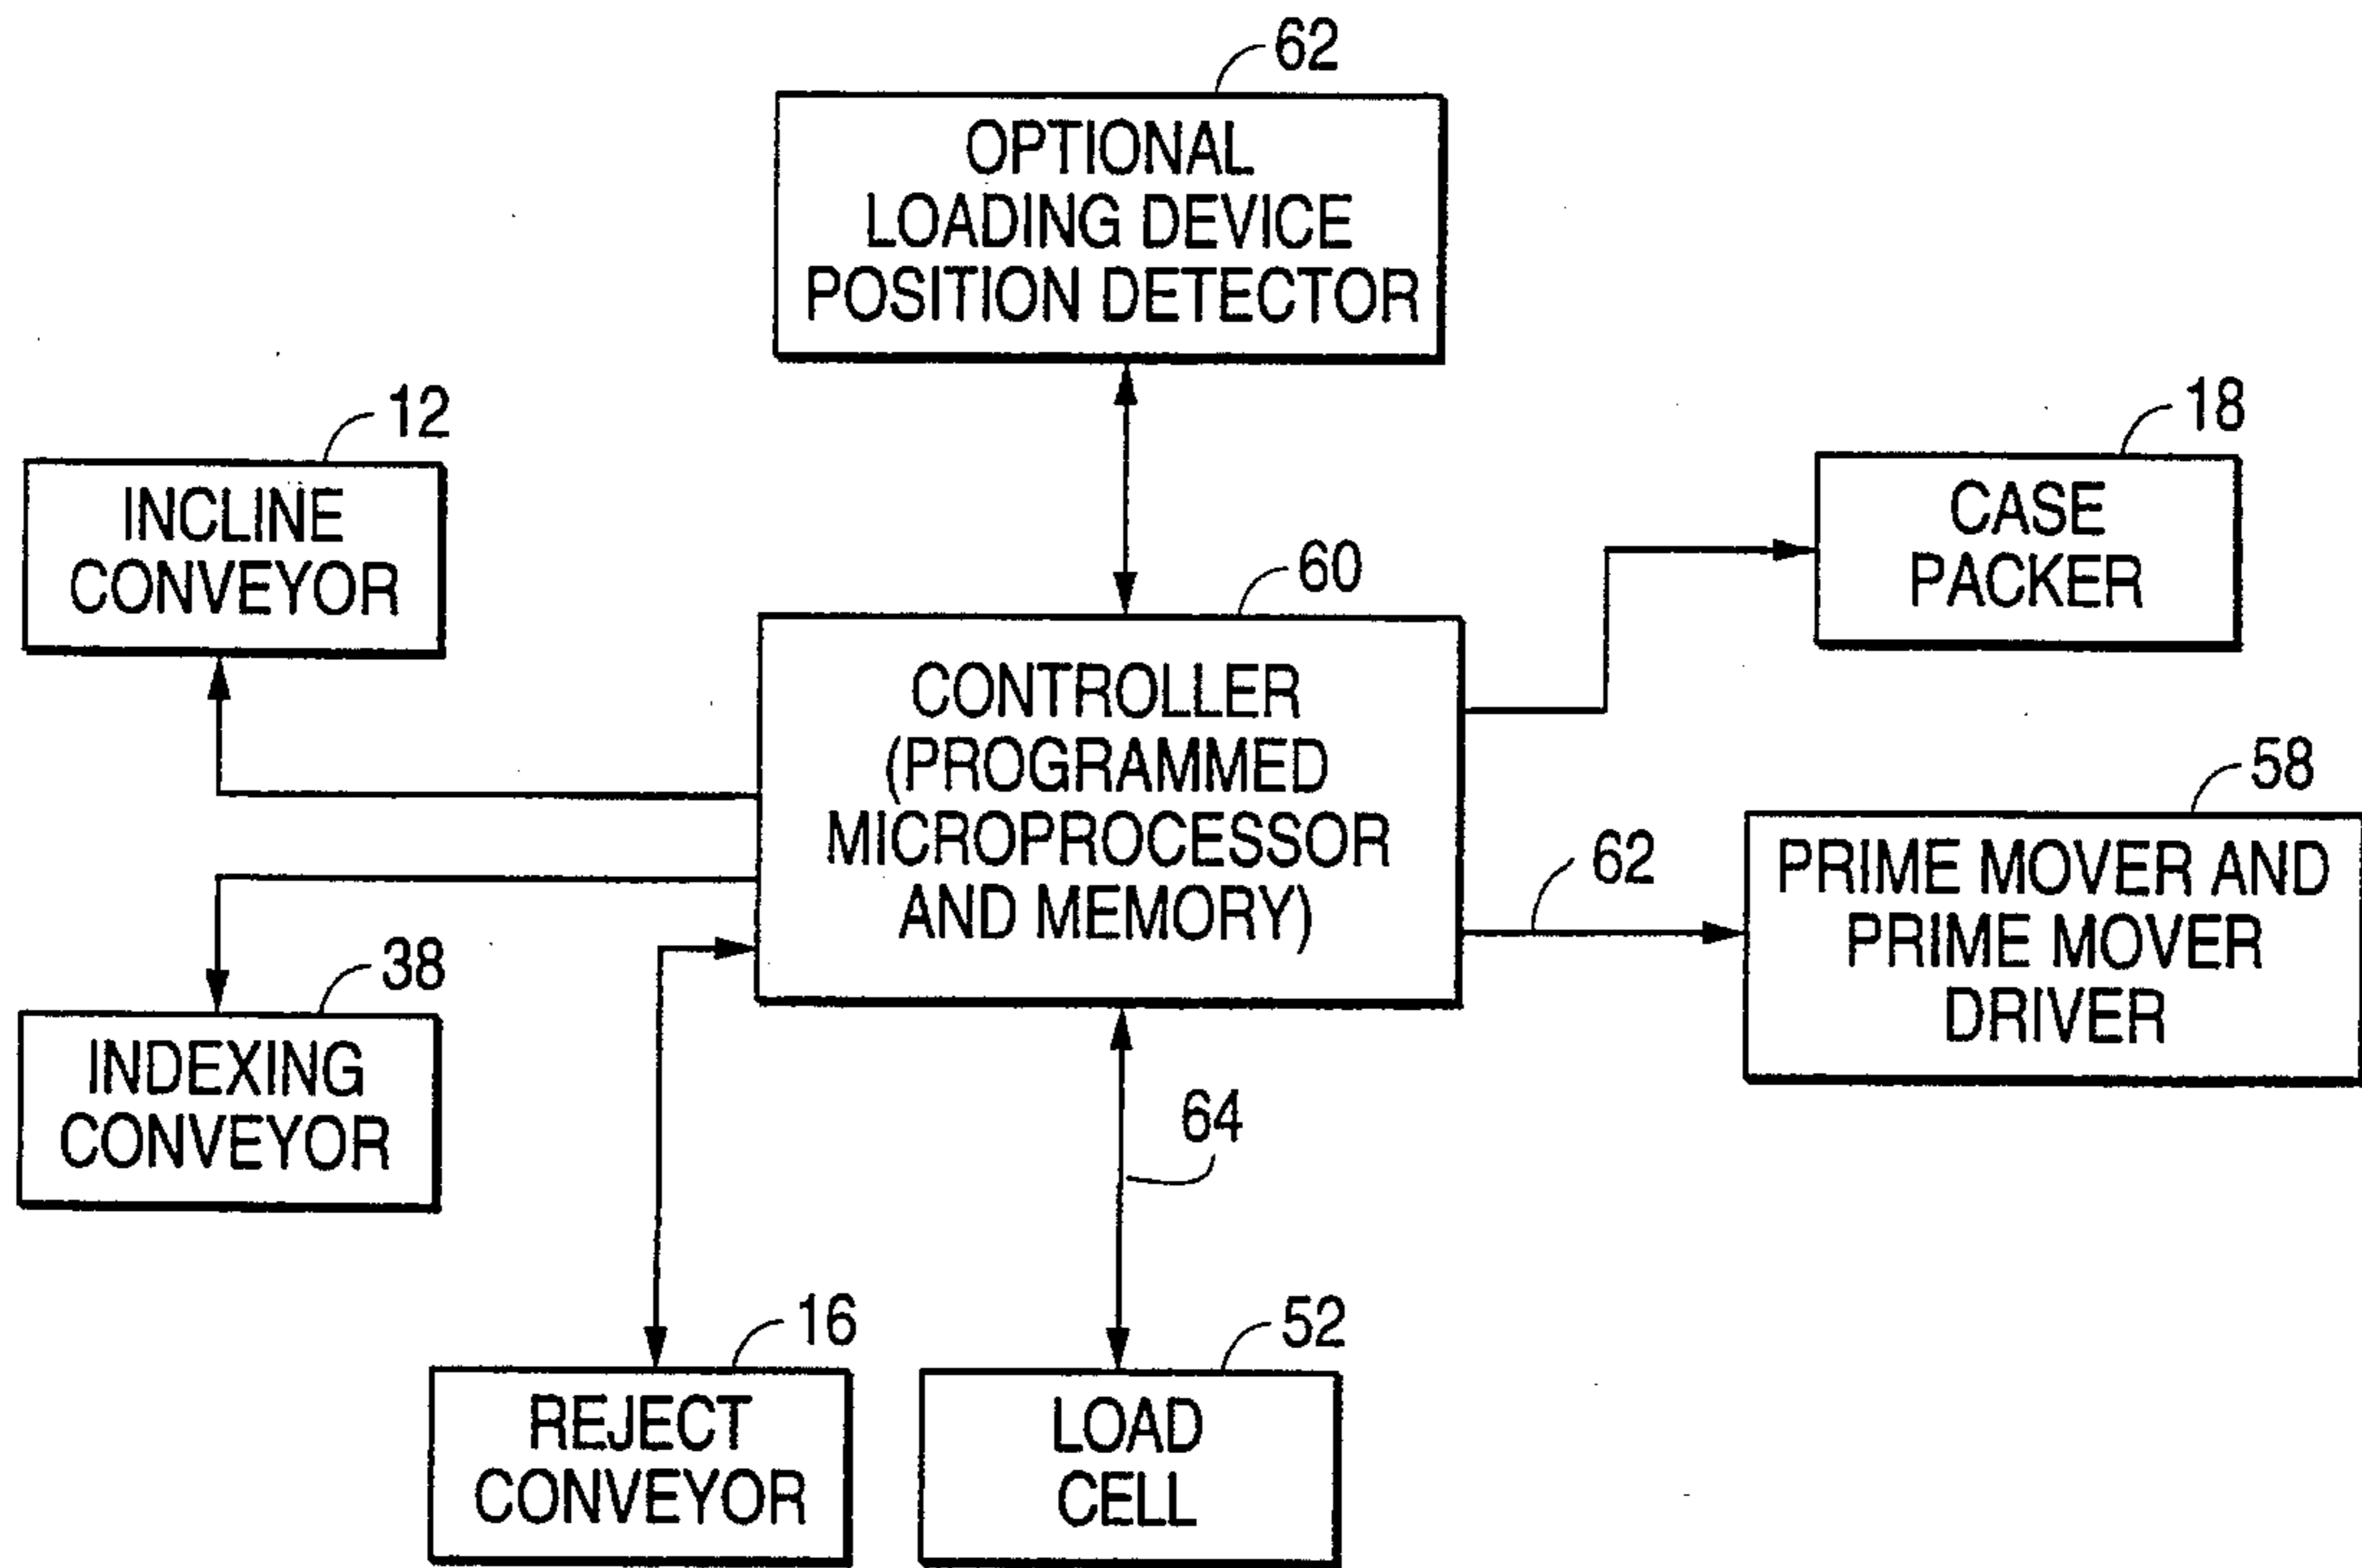 62
OPTIONAL
LOADING DEVICE
POSITION DETECTOR
12
INCLINE
CONVEYOR
18
CASE
PACKER
60
CONTROLLER
(PROGRAMMED
MICROPROCESSOR
AND MEMORY)
58
PRIME MOVER AND
PRIME MOVER
DRIVER
62
38
INDEXING
CONVEYOR
64
16
REJECT
CONVEYOR
52
LOAD
CELL